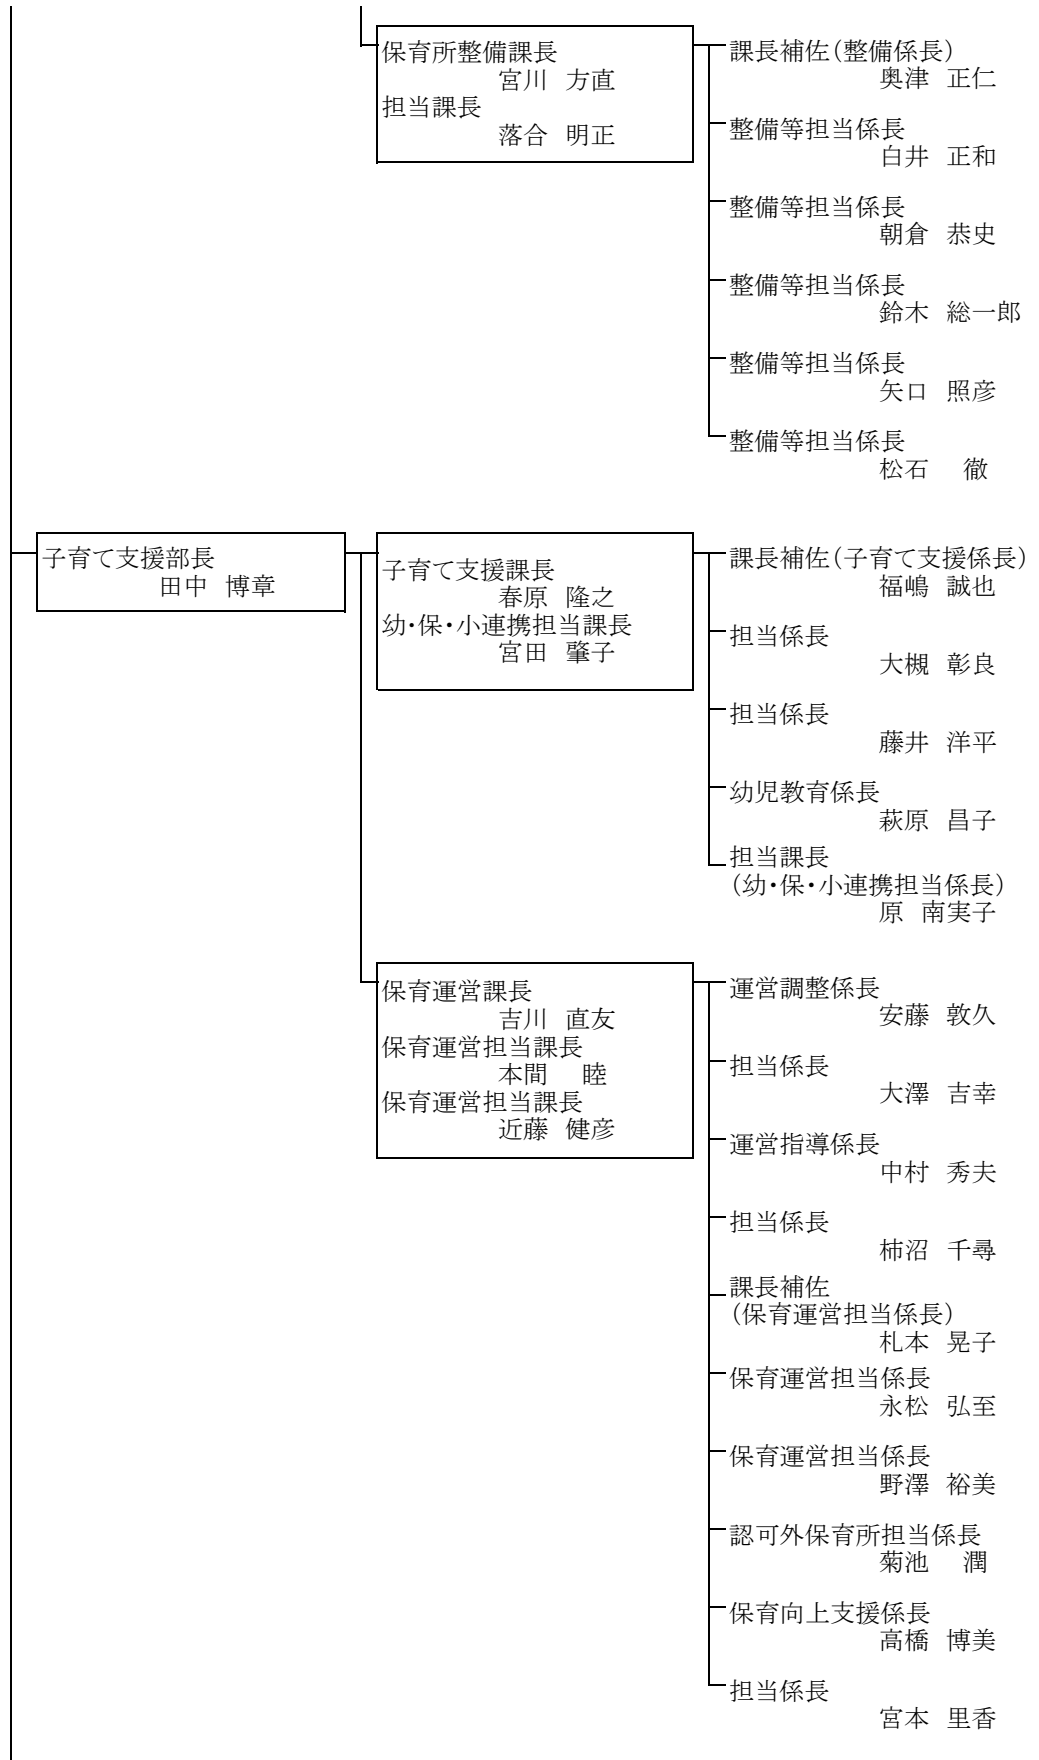 保育所整備課長
宮川 方直
担当課長
落合 明正
課長補佐(整備係長)
奥津 正仁
整備等担当係長
白井 正和
整備等担当係長
朝倉 恭史
整備等担当係長
鈴木 総一郎
整備等担当係長
矢口 照彦
整備等担当係長
松石 徹
子育て支援部長
田中 博章
子育て支援課長
春原 隆之
幼・保・小連携担当課長
宮田 肇子
課長補佐(子育て支援係長)
福嶋 誠也
担当係長
大槻 彰良
担当係長
藤井 洋平
幼児教育係長
萩原 昌子
担当課長
(幼・保・小連携担当係長)
原 南実子
保育運営課長
吉川 直友
保育運営担当課長
本間 睦
保育運営担当課長
近藤 健彦
運営調整係長
安藤 敦久
担当係長
大澤 吉幸
運営指導係長
中村 秀夫
担当係長
柿沼 千尋
課長補佐
(保育運営担当係長)
札本 晃子
保育運営担当係長
永松 弘至
保育運営担当係長
野澤 裕美
認可外保育所担当係長
菊池 潤
保育向上支援係長
高橋 博美
担当係長
宮本 里香